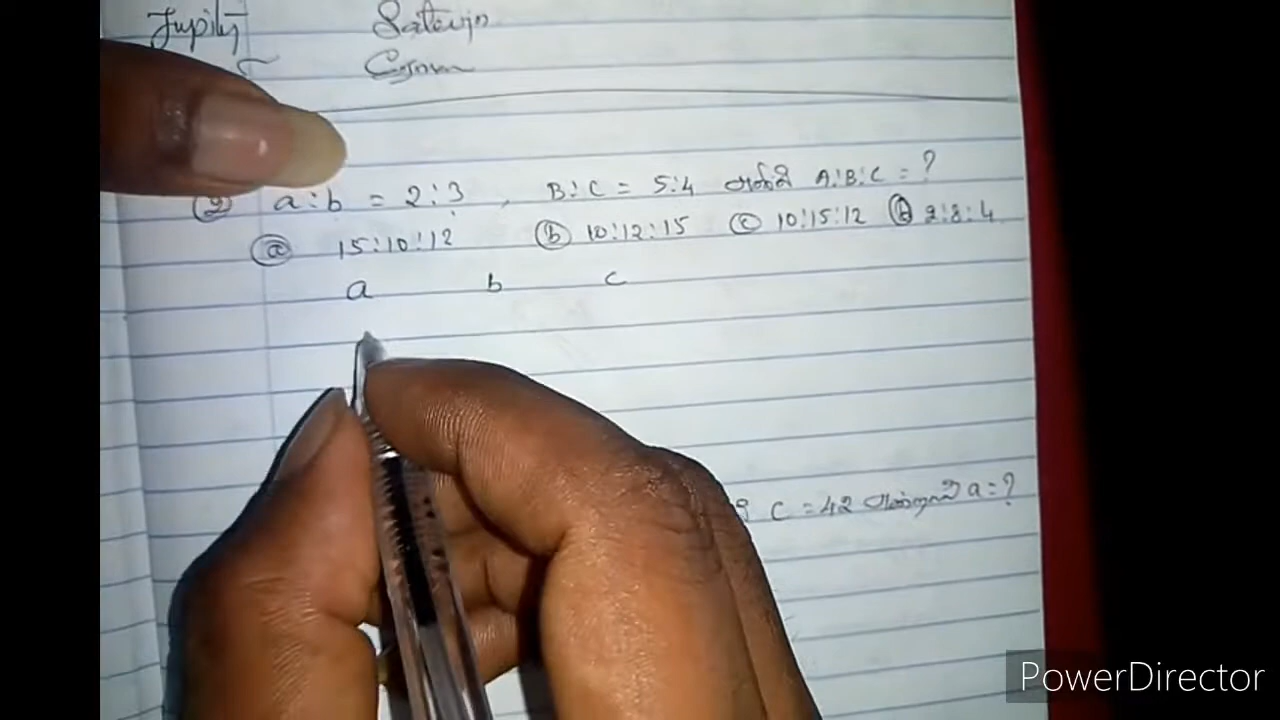 Jupiter Saturn
2) a:b = 2:3 , B:C = 5:4 எனில் A:B:C = ?
a) 15:10:12 b) 10:12:15 c) 10:15:12 d) 2:8:4
a b c
C = 42 என்றால் a = ?
PowerDirector